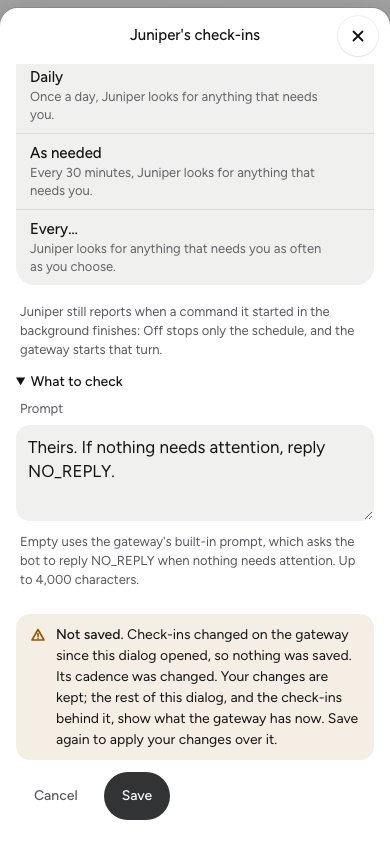 Juniper's check-ins
Daily
Once a day, Juniper looks for anything that needs
you.
As needed
Every 30 minutes, Juniper looks for anything that
needs you.
Every…
Juniper looks for anything that needs you as often
as you choose.
Juniper still reports when a command it started in the
background finishes: Off stops only the schedule, and the
gateway starts that turn.
What to check
Prompt
Theirs. If nothing needs attention, reply
NO_REPLY.
Empty uses the gateway's built-in prompt, which asks the
bot to reply NO_REPLY when nothing needs attention. Up
to 4,000 characters.
Not saved. Check-ins changed on the gateway
since this dialog opened, so nothing was saved.
Its cadence was changed. Your changes are
kept; the rest of this dialog, and the check-ins
behind it, show what the gateway has now. Save
again to apply your changes over it.
Cancel
Save